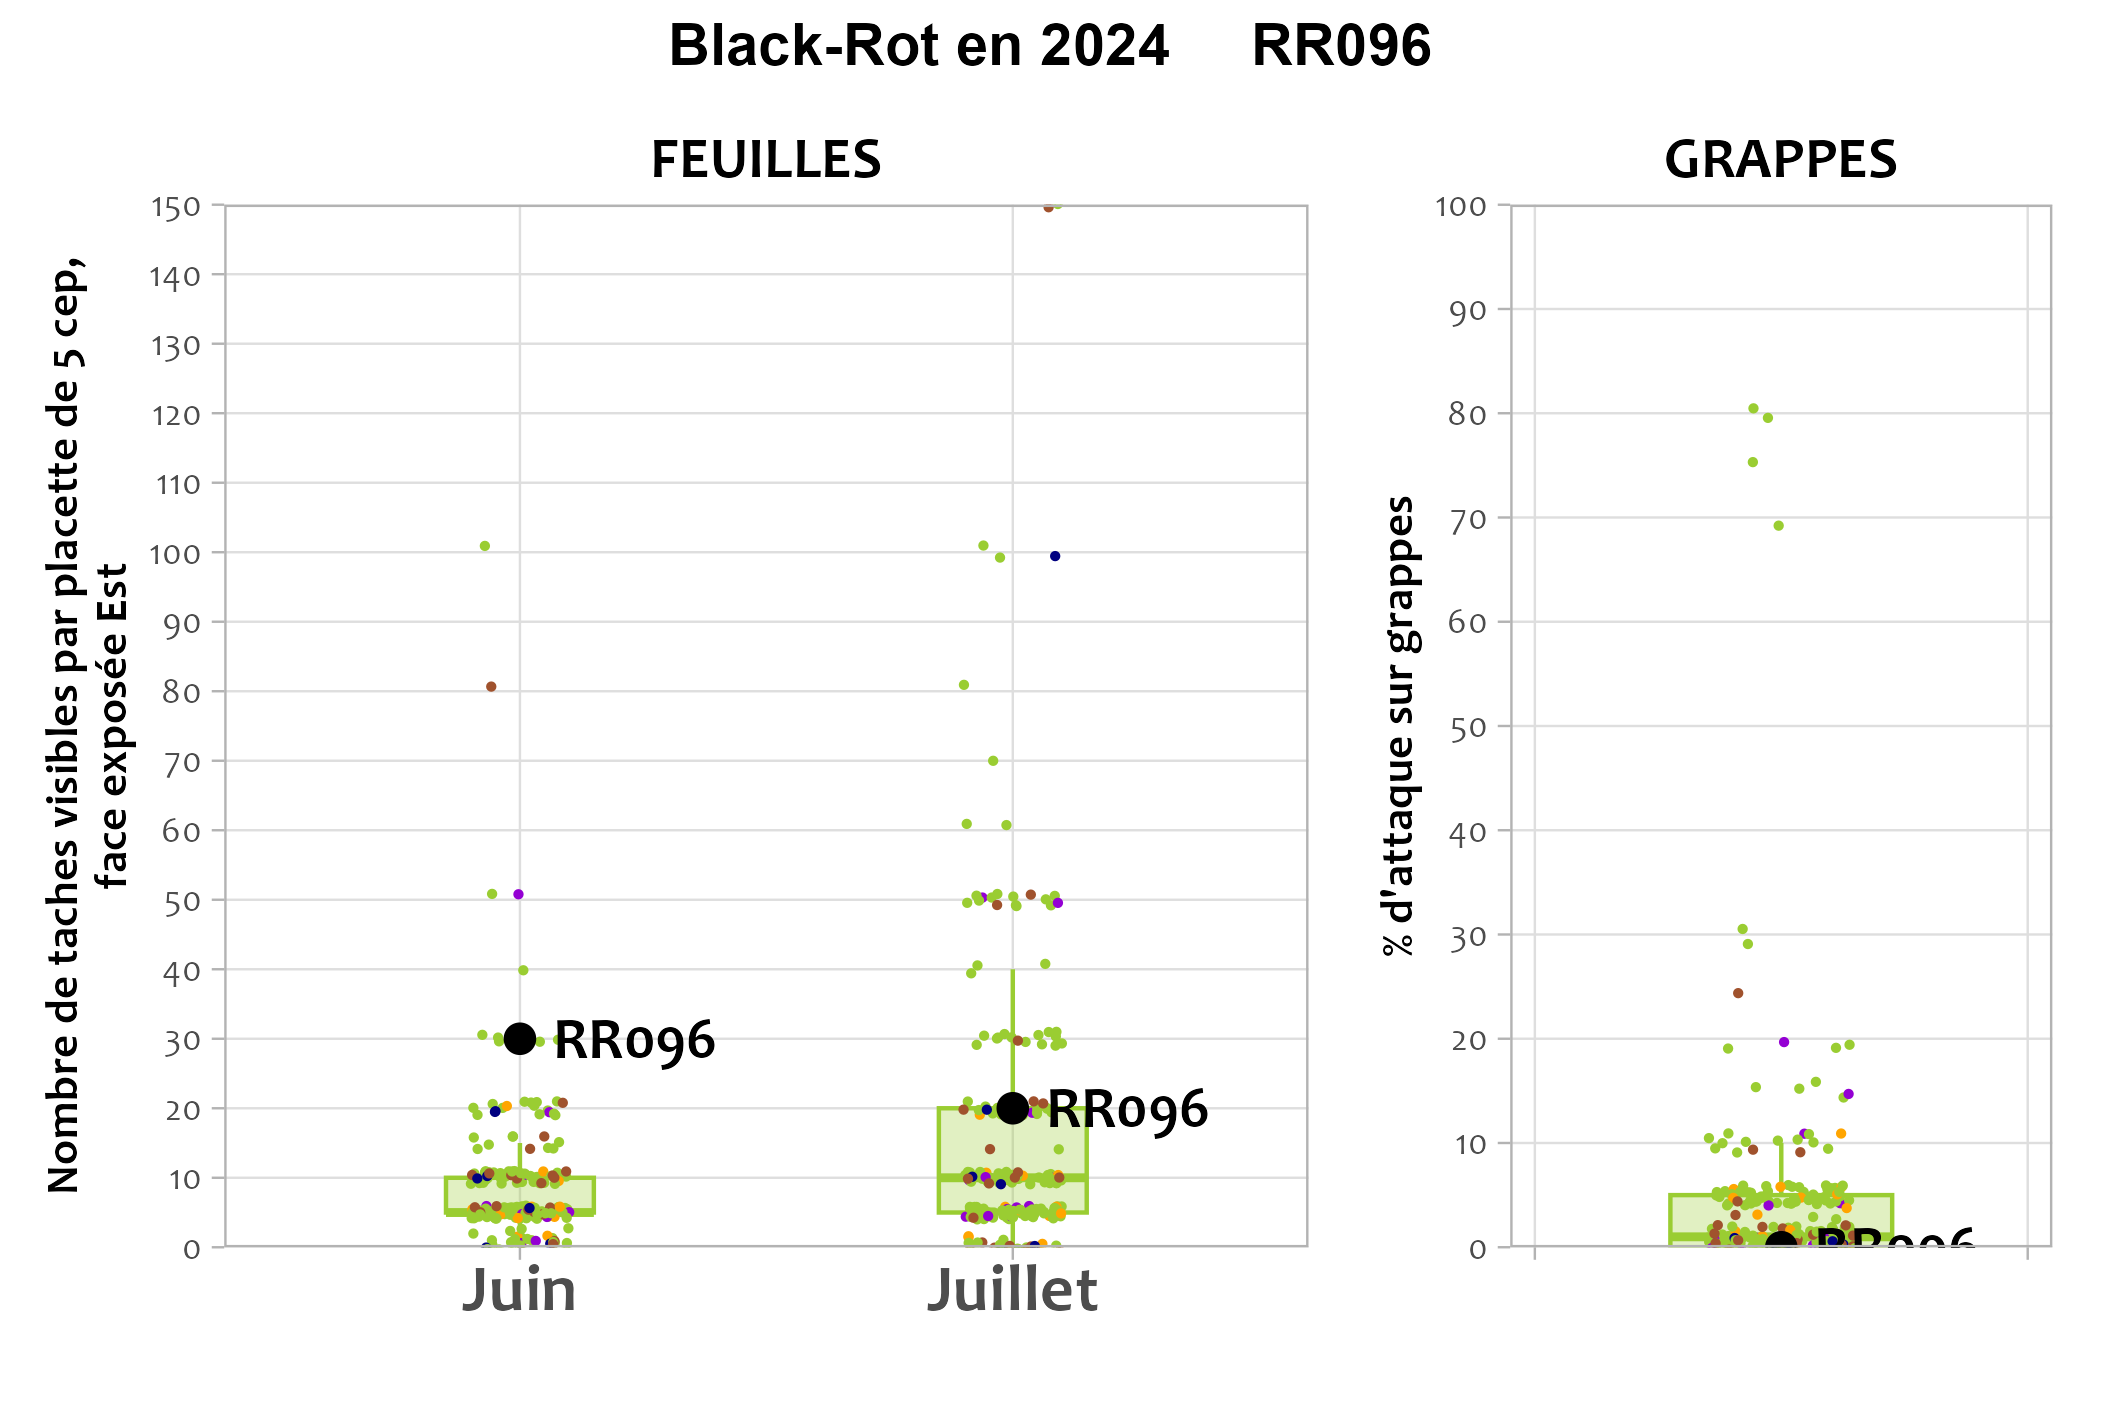 Black-Rot en 2024 RR096
FEUILLES
GRAPPES
Nombre de taches visibles par placette de 5 cep,
face exposée Est
150
140
130
120
110
100
90
80
70
60
50
40
30
20
10
0
RR096
RR096
Juin
Juillet
% d'attaque sur grappes
100
90
80
70
60
50
40
30
20
10
0
RR096